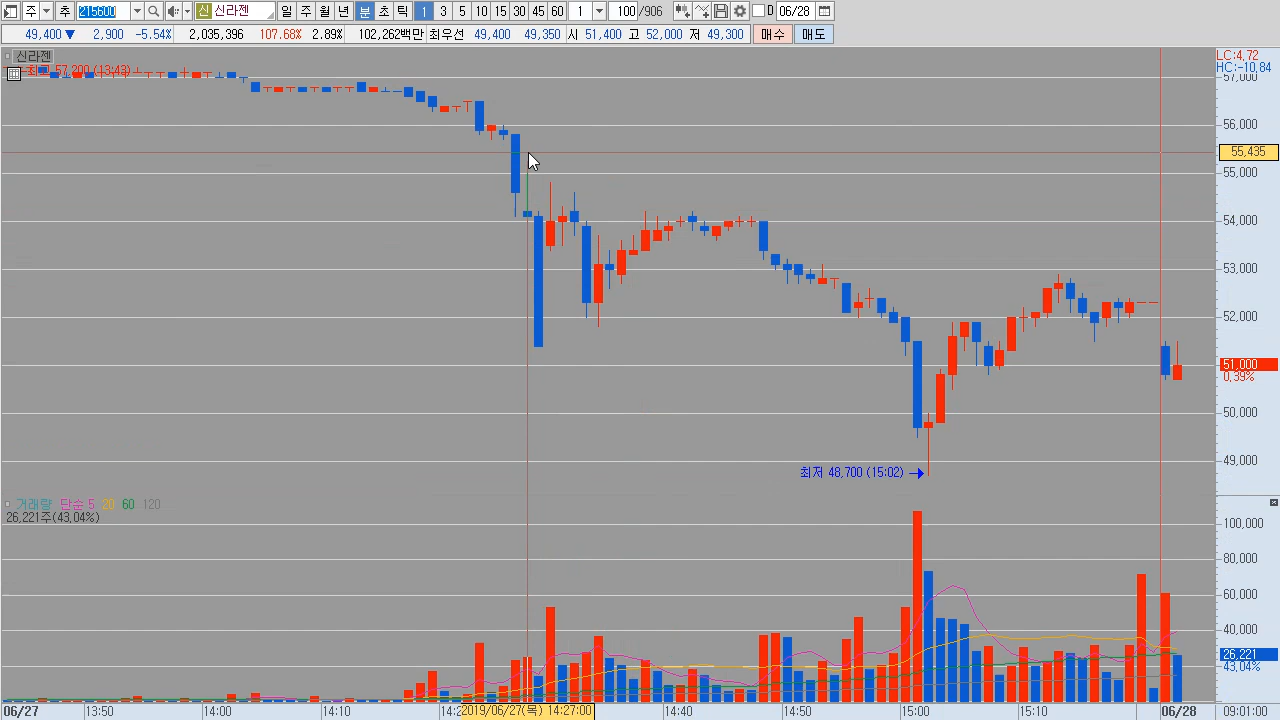 주 추 215600 신 신라젠 일 주 월 년 분 초 틱 1 3 5 10 15 30 45 60 1 100 /906 0 06/28
49,400 ▼ 2,900 -5.54% 2,035,396 107.68% 2.89% 102,262백만 최우선 49,400 49,350 시 51,400 고 52,000 저 49,300 매수 매도
신라젠
최고 57,200 (13:43)
LC:4,72
HC:-10,84
57,000
56,000
55,435
55,000
54,000
53,000
52,000
51,000
0,39%
50,000
49,000
최저 48,700 (15:02) →
거래량 단순 5 20 60 120
26,221주(43,04%)
100,000
80,000
60,000
40,000
26,221
43,04%
06/27 13:50 14:00 14:10 14:2 2019/06/27(목) 14:27:00 14:40 14:50 15:00 15:10 06/28 09:01:00